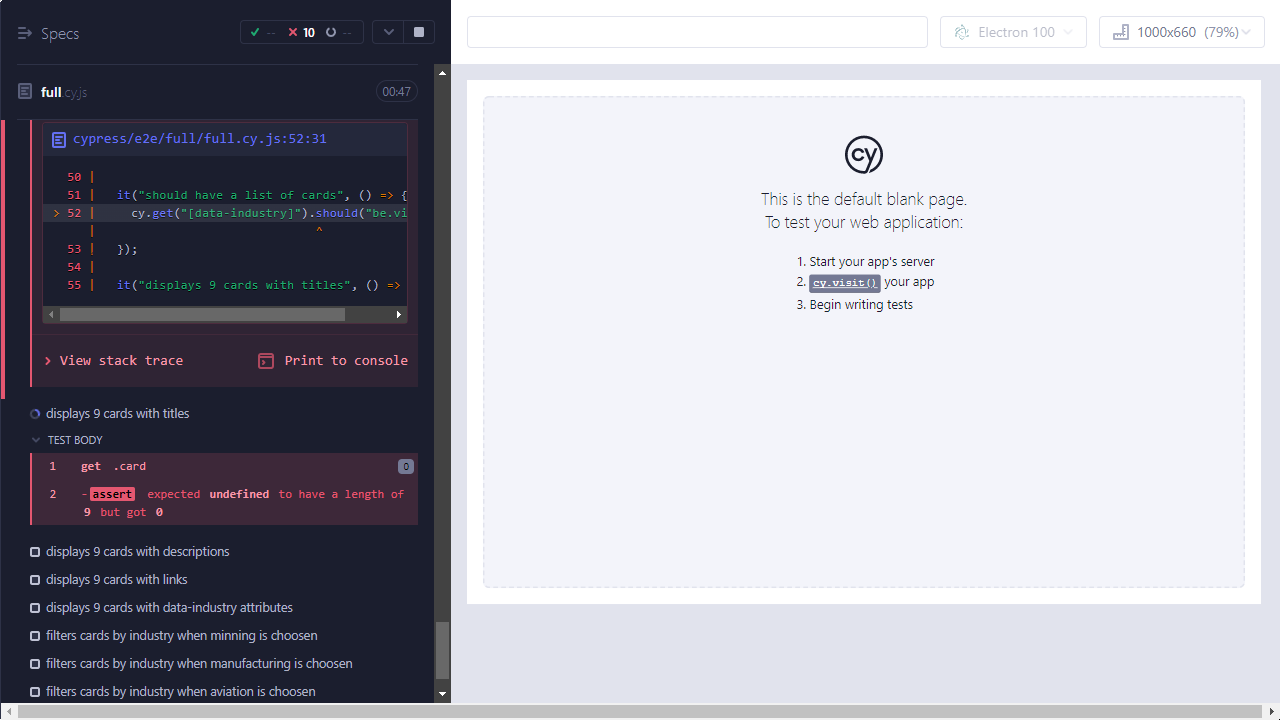 Specs
-- 10 --
Electron 100
1000x660 (79%)
full.cy.js
00:47
cypress/e2e/full/full.cy.js:52:31
50 |
51 | it("should have a list of cards", () => {
> 52 | cy.get("[data-industry]").should("be.vi
| ^
53 | });
54 |
55 | it("displays 9 cards with titles", () =>
View stack trace
Print to console
displays 9 cards with titles
TEST BODY
1 get .card 0
2 -assert expected undefined to have a length of
9 but got 0
displays 9 cards with descriptions
displays 9 cards with links
displays 9 cards with data-industry attributes
filters cards by industry when minning is choosen
filters cards by industry when manufacturing is choosen
filters cards by industry when aviation is choosen
cy
This is the default blank page.
To test your web application:
1. Start your app's server
2. cy.visit() your app
3. Begin writing tests